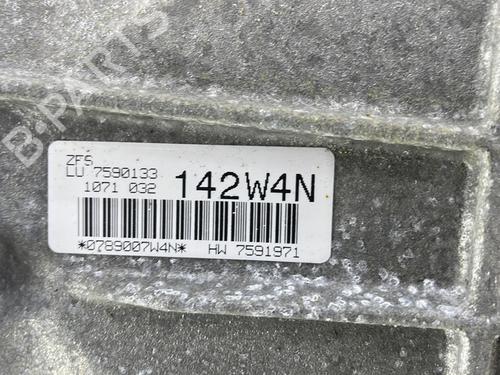 B-PARTS
ZFS
LU 7590133
1071 032 142W4N
*0789007W4N* HW 7591971